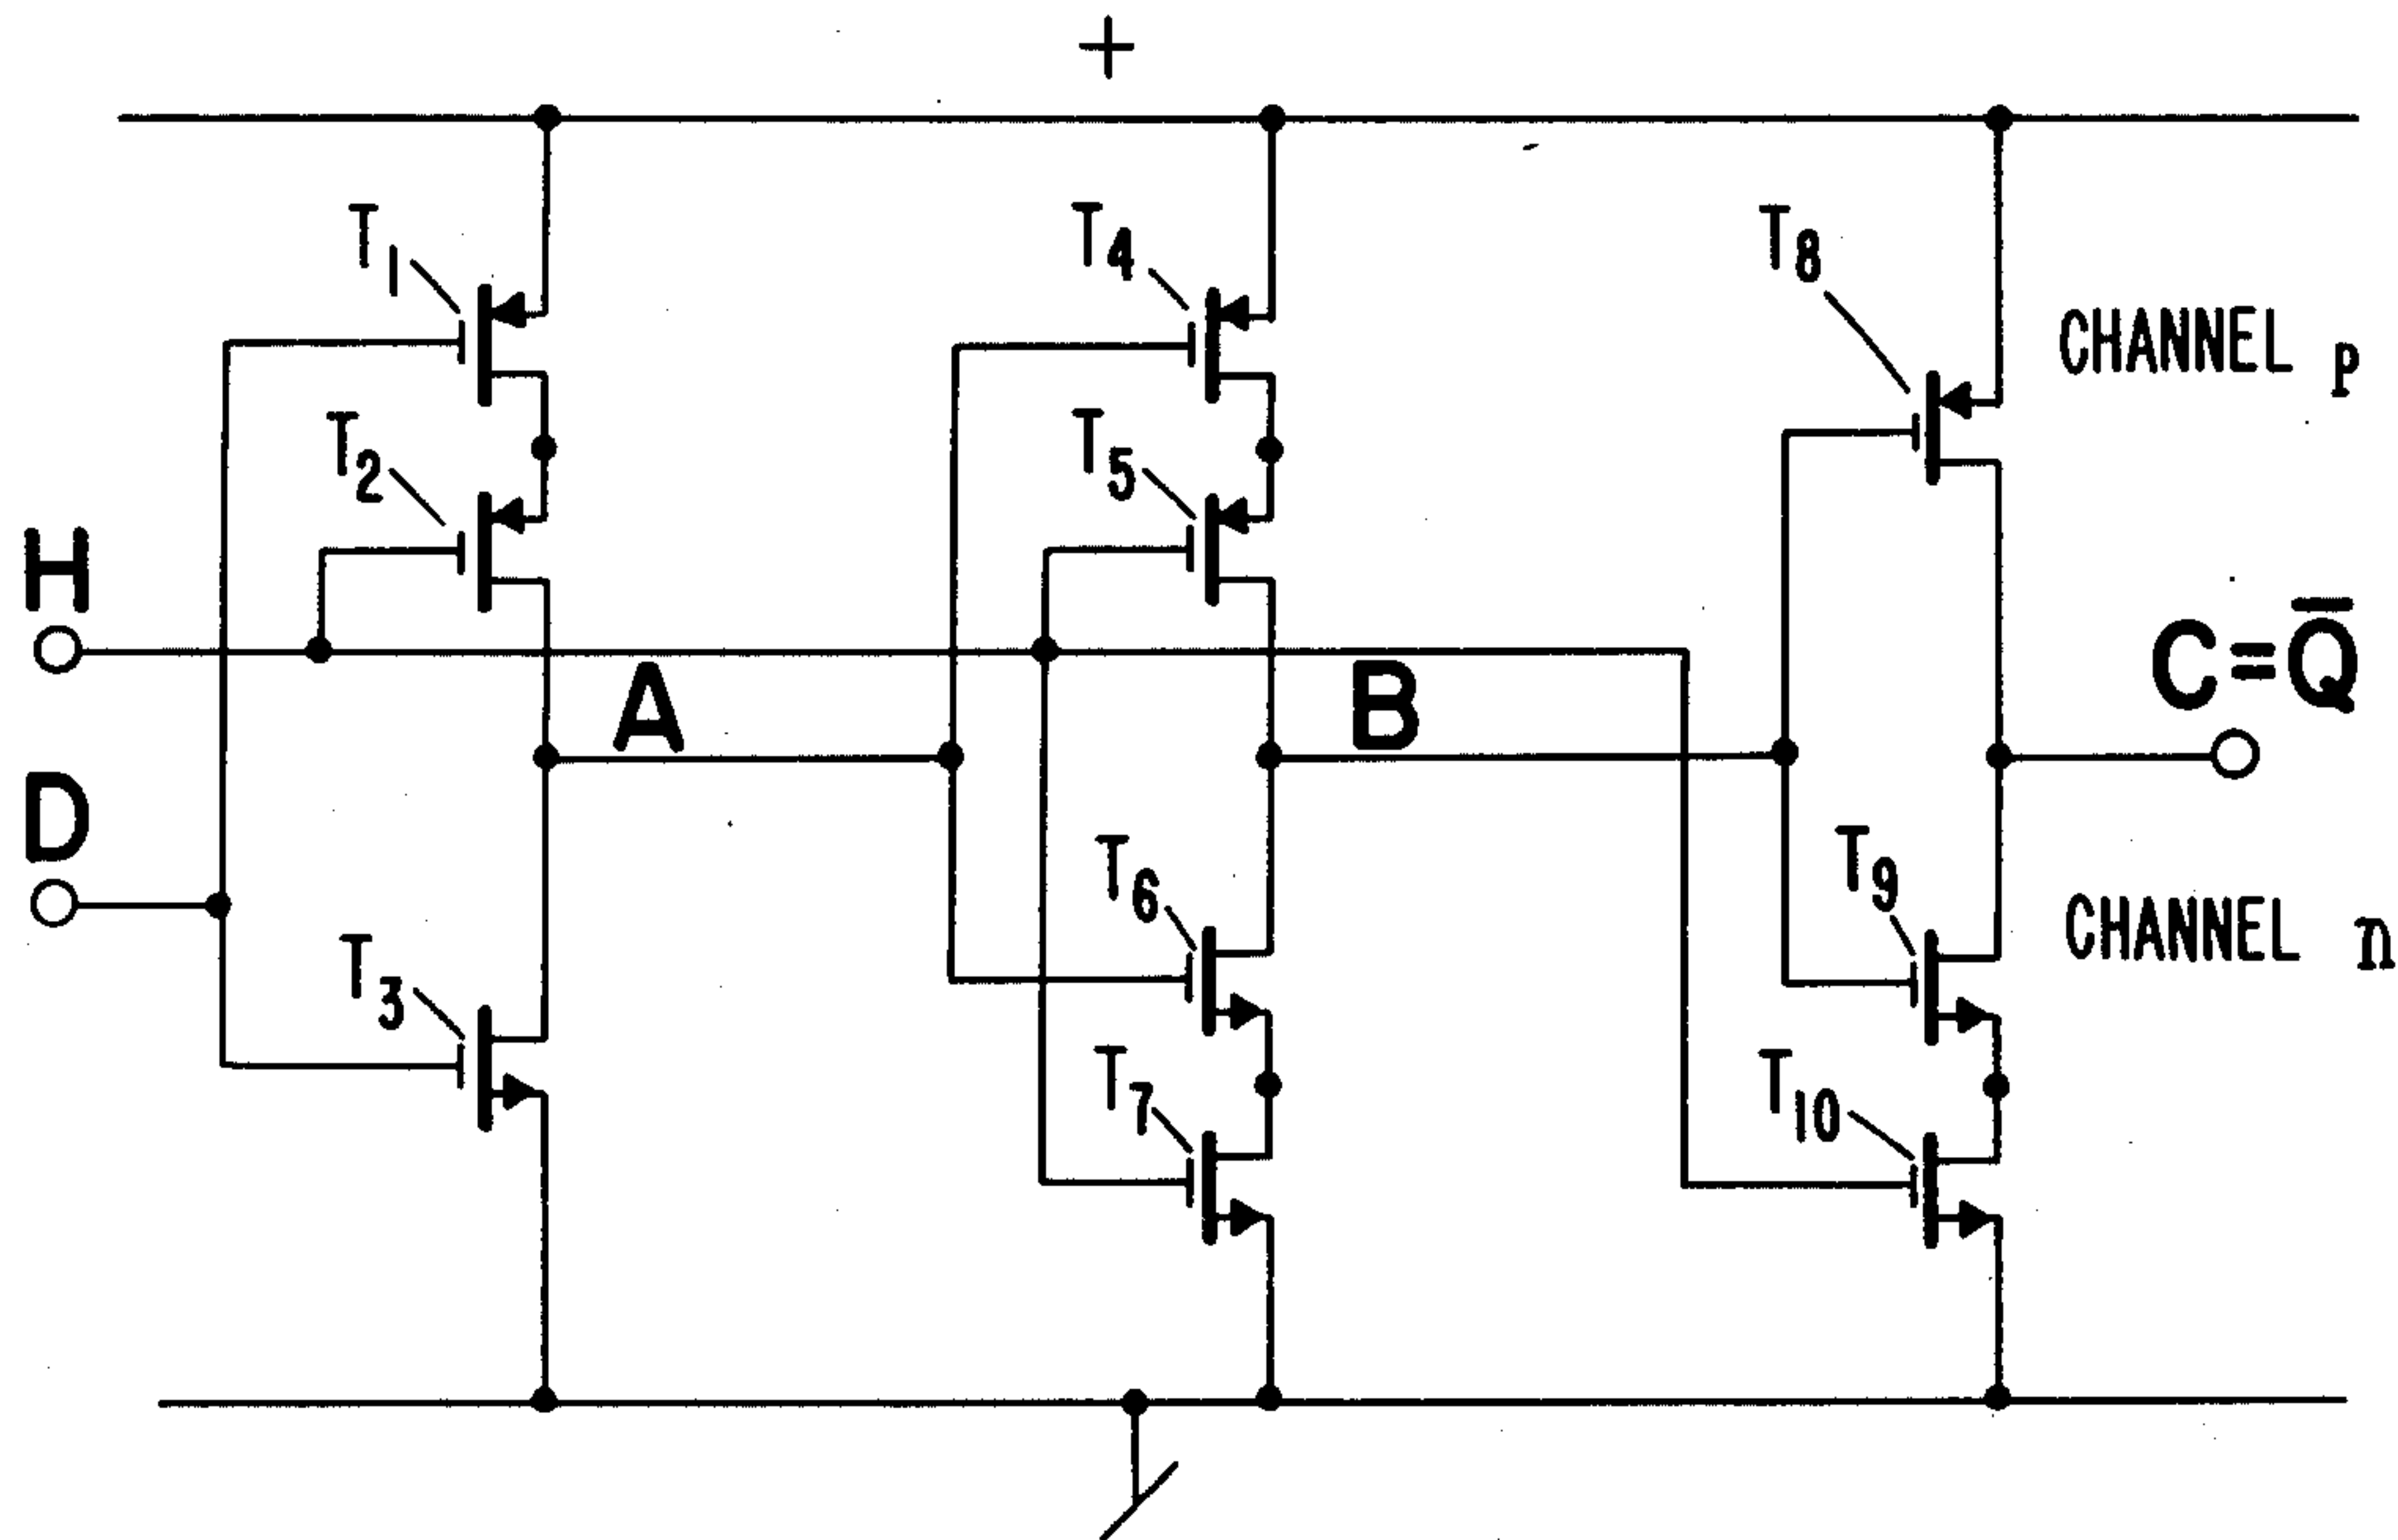 +
T1
T4
T8
CHANNEL p
T2
T5
H
A
B
C=Q̅
D
T3
T6
T9
CHANNEL n
T7
T10